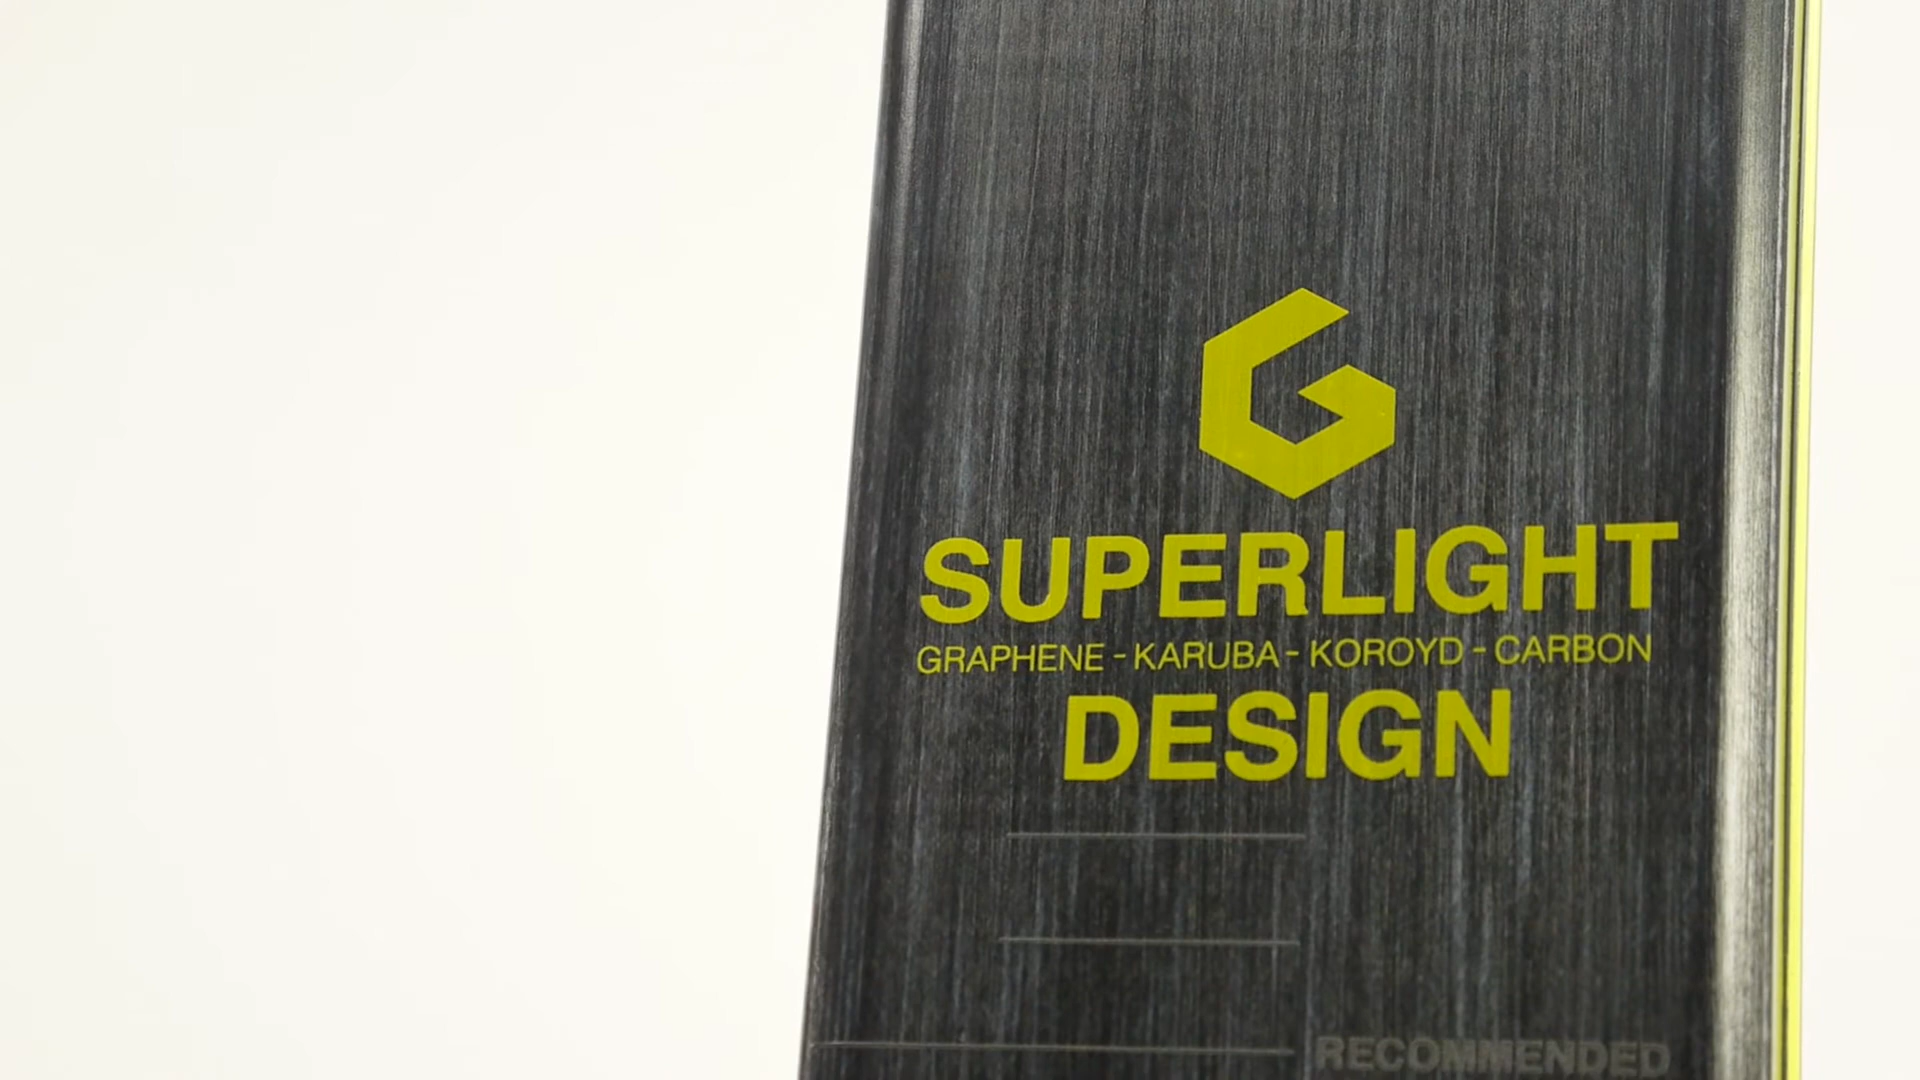 G
SUPERLIGHT
GRAPHENE - KARUBA - KOROYD - CARBON
DESIGN
RECOMMENDED